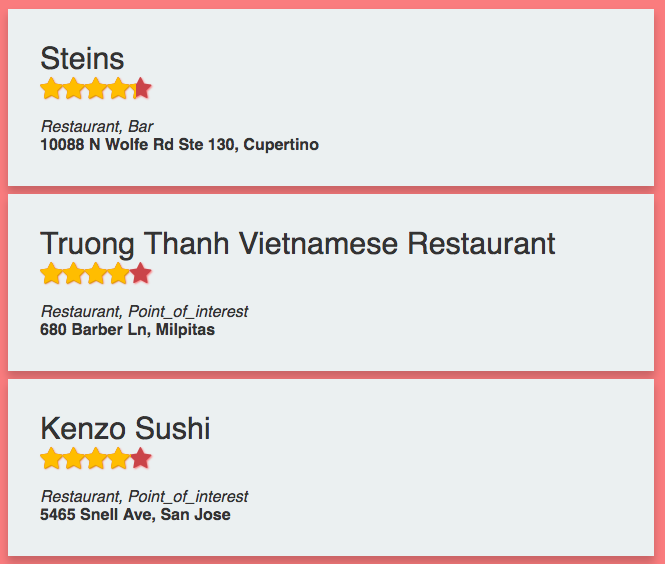 Steins
Restaurant, Bar
10088 N Wolfe Rd Ste 130, Cupertino
Truong Thanh Vietnamese Restaurant
Restaurant, Point_of_interest
680 Barber Ln, Milpitas
Kenzo Sushi
Restaurant, Point_of_interest
5465 Snell Ave, San Jose